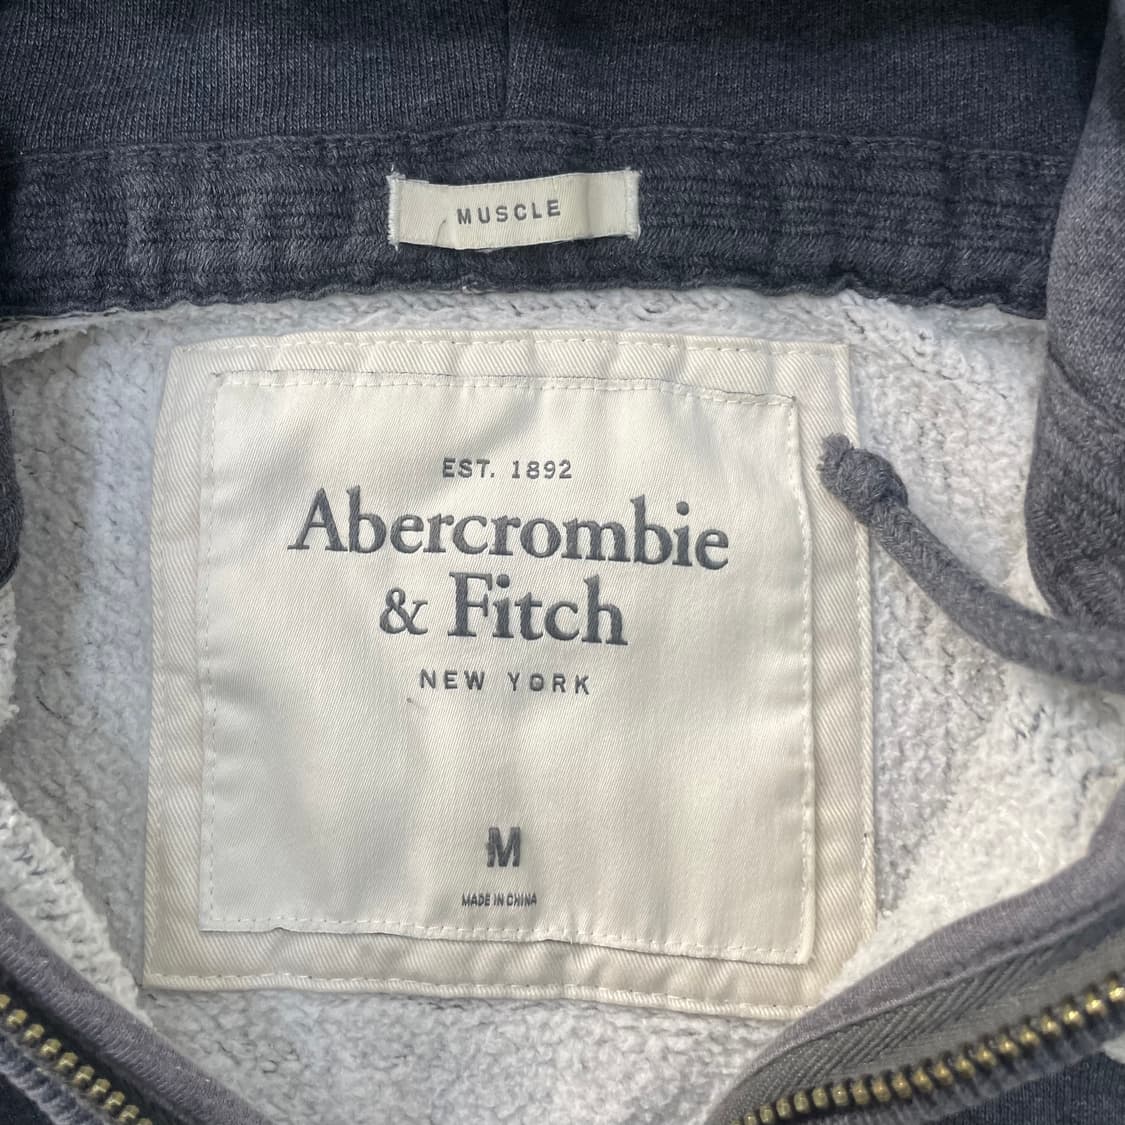 MUSCLE
EST. 1892
Abercrombie
& Fitch
NEW YORK
M
MADE IN CHINA